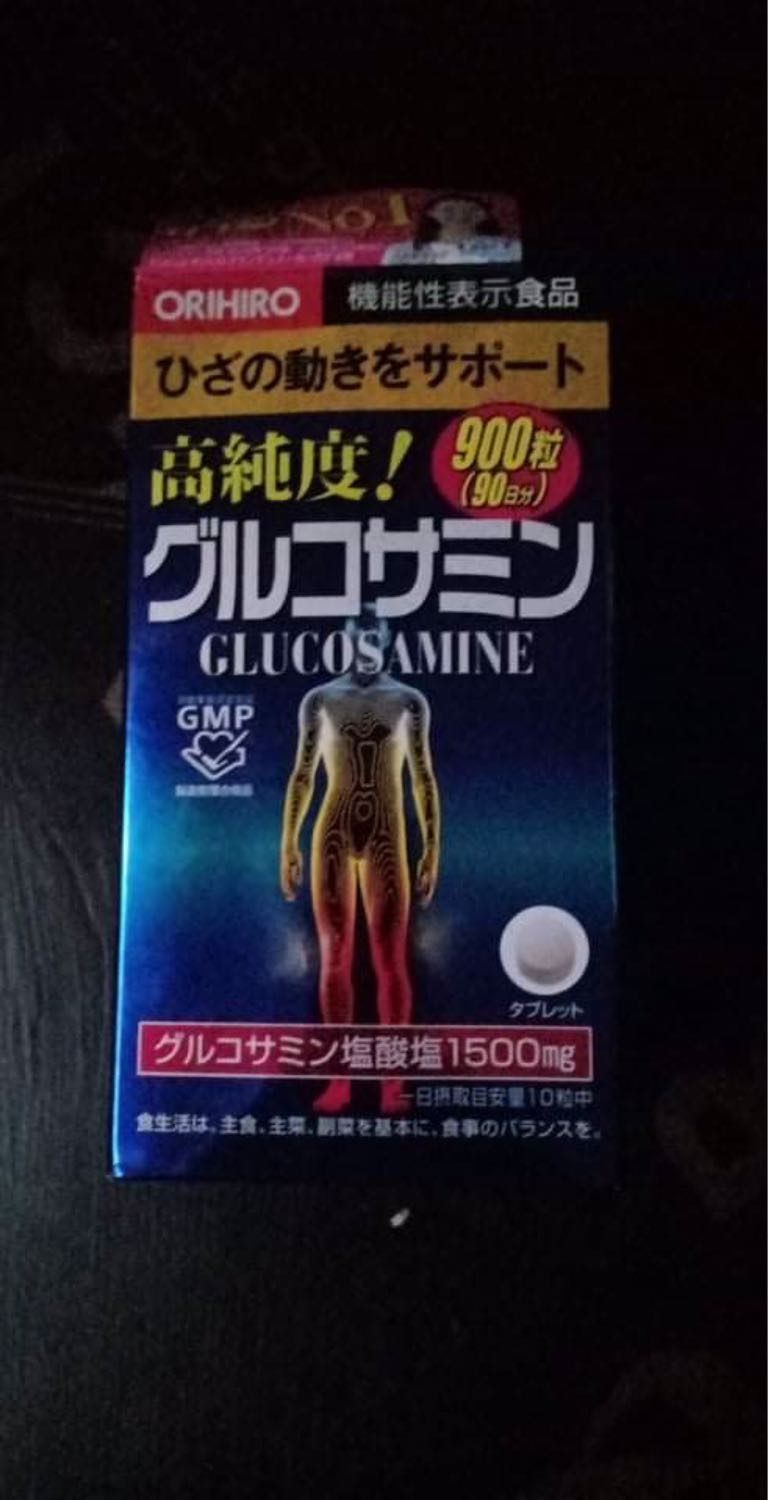 No1
ORIHIRO 機能性表示食品
ひざの動きをサポート
高純度!
900粒
(90日分)
グルコサミン
GLUCOSAMINE
GMP
タブレット
グルコサミン塩酸塩1500mg
一日摂取目安量10粒中
食生活は、主食、主菜、副菜を基本に、食事のバランスを。